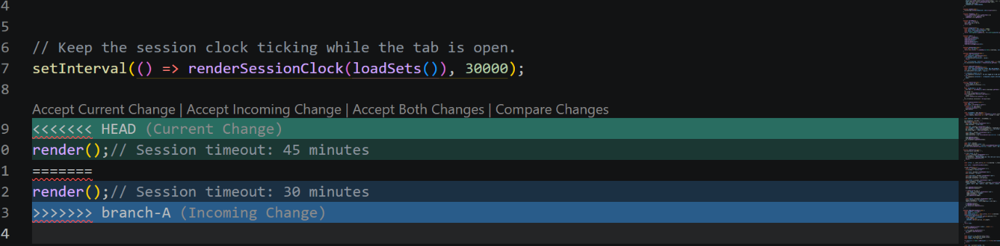 4
5
6 // Keep the session clock ticking while the tab is open.
7 setInterval(() => renderSessionClock(loadSets()), 30000);
8
Accept Current Change | Accept Incoming Change | Accept Both Changes | Compare Changes
9 <<<<<<< HEAD (Current Change)
0 render();// Session timeout: 45 minutes
1 =======
2 render();// Session timeout: 30 minutes
3 >>>>>>> branch-A (Incoming Change)
4